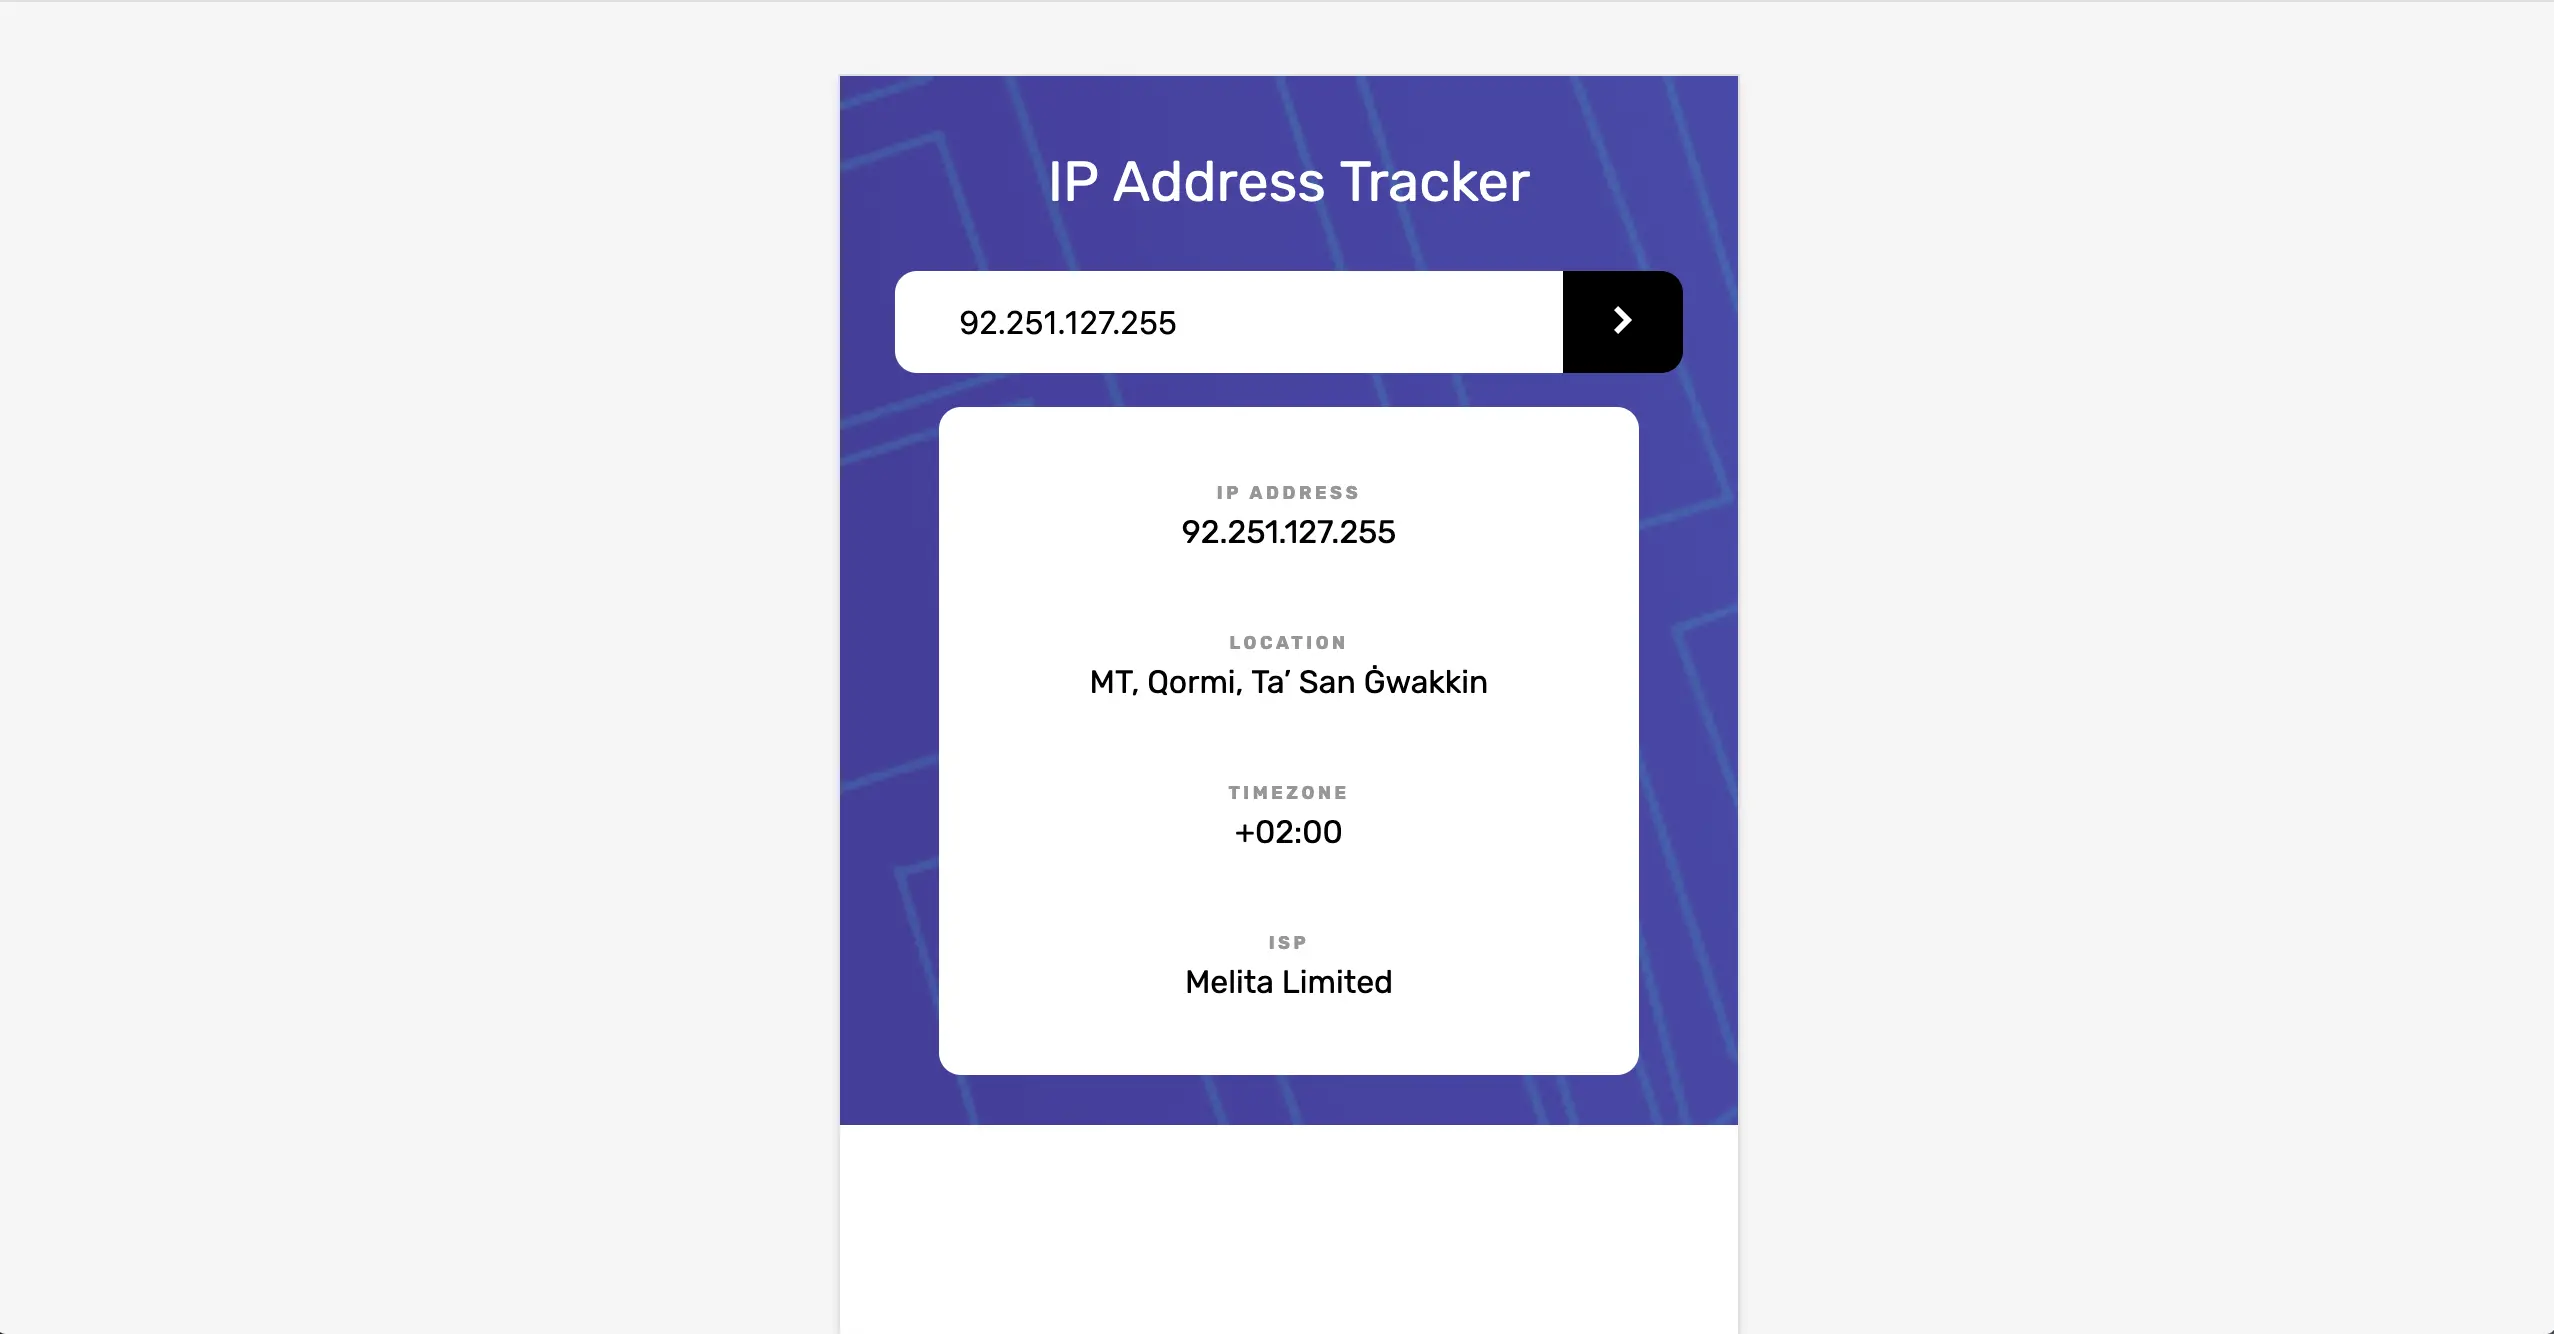 IP Address Tracker
92.251.127.255
IP ADDRESS
92.251.127.255
LOCATION
MT, Qormi, Ta’ San Ġwakkin
TIMEZONE
+02:00
ISP
Melita Limited